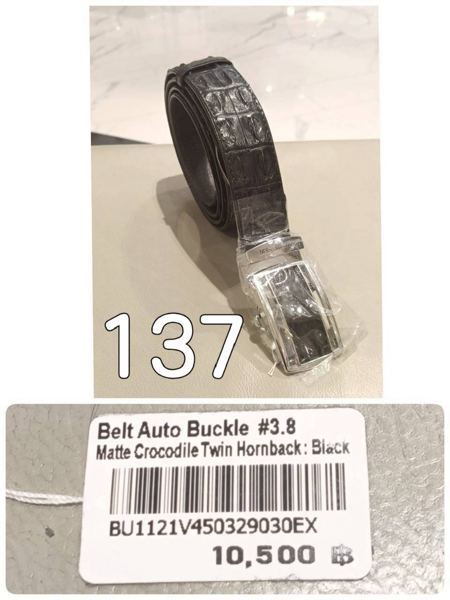 137
Belt Auto Buckle #3.8
Matte Crocodile Twin Hornback : Black
BU1121V450329030EX
10,500 ฿